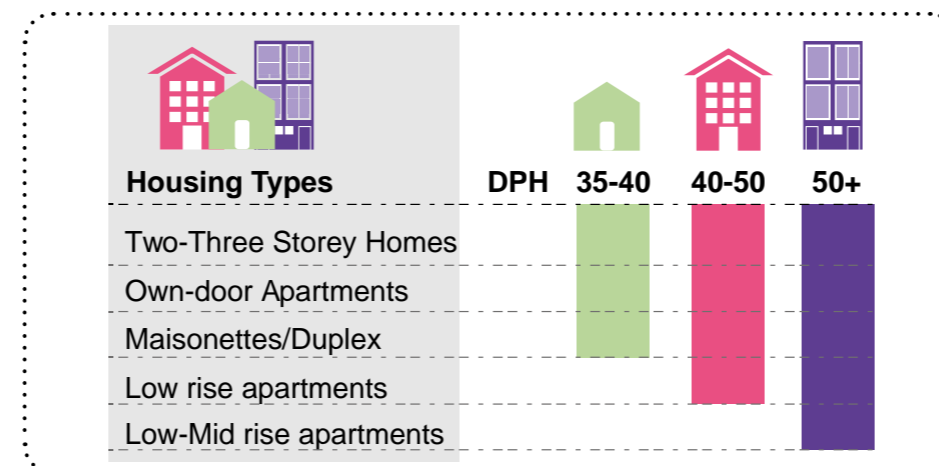 Housing Types DPH 35-40 40-50 50+
Two-Three Storey Homes
Own-door Apartments
Maisonettes/Duplex
Low rise apartments
Low-Mid rise apartments